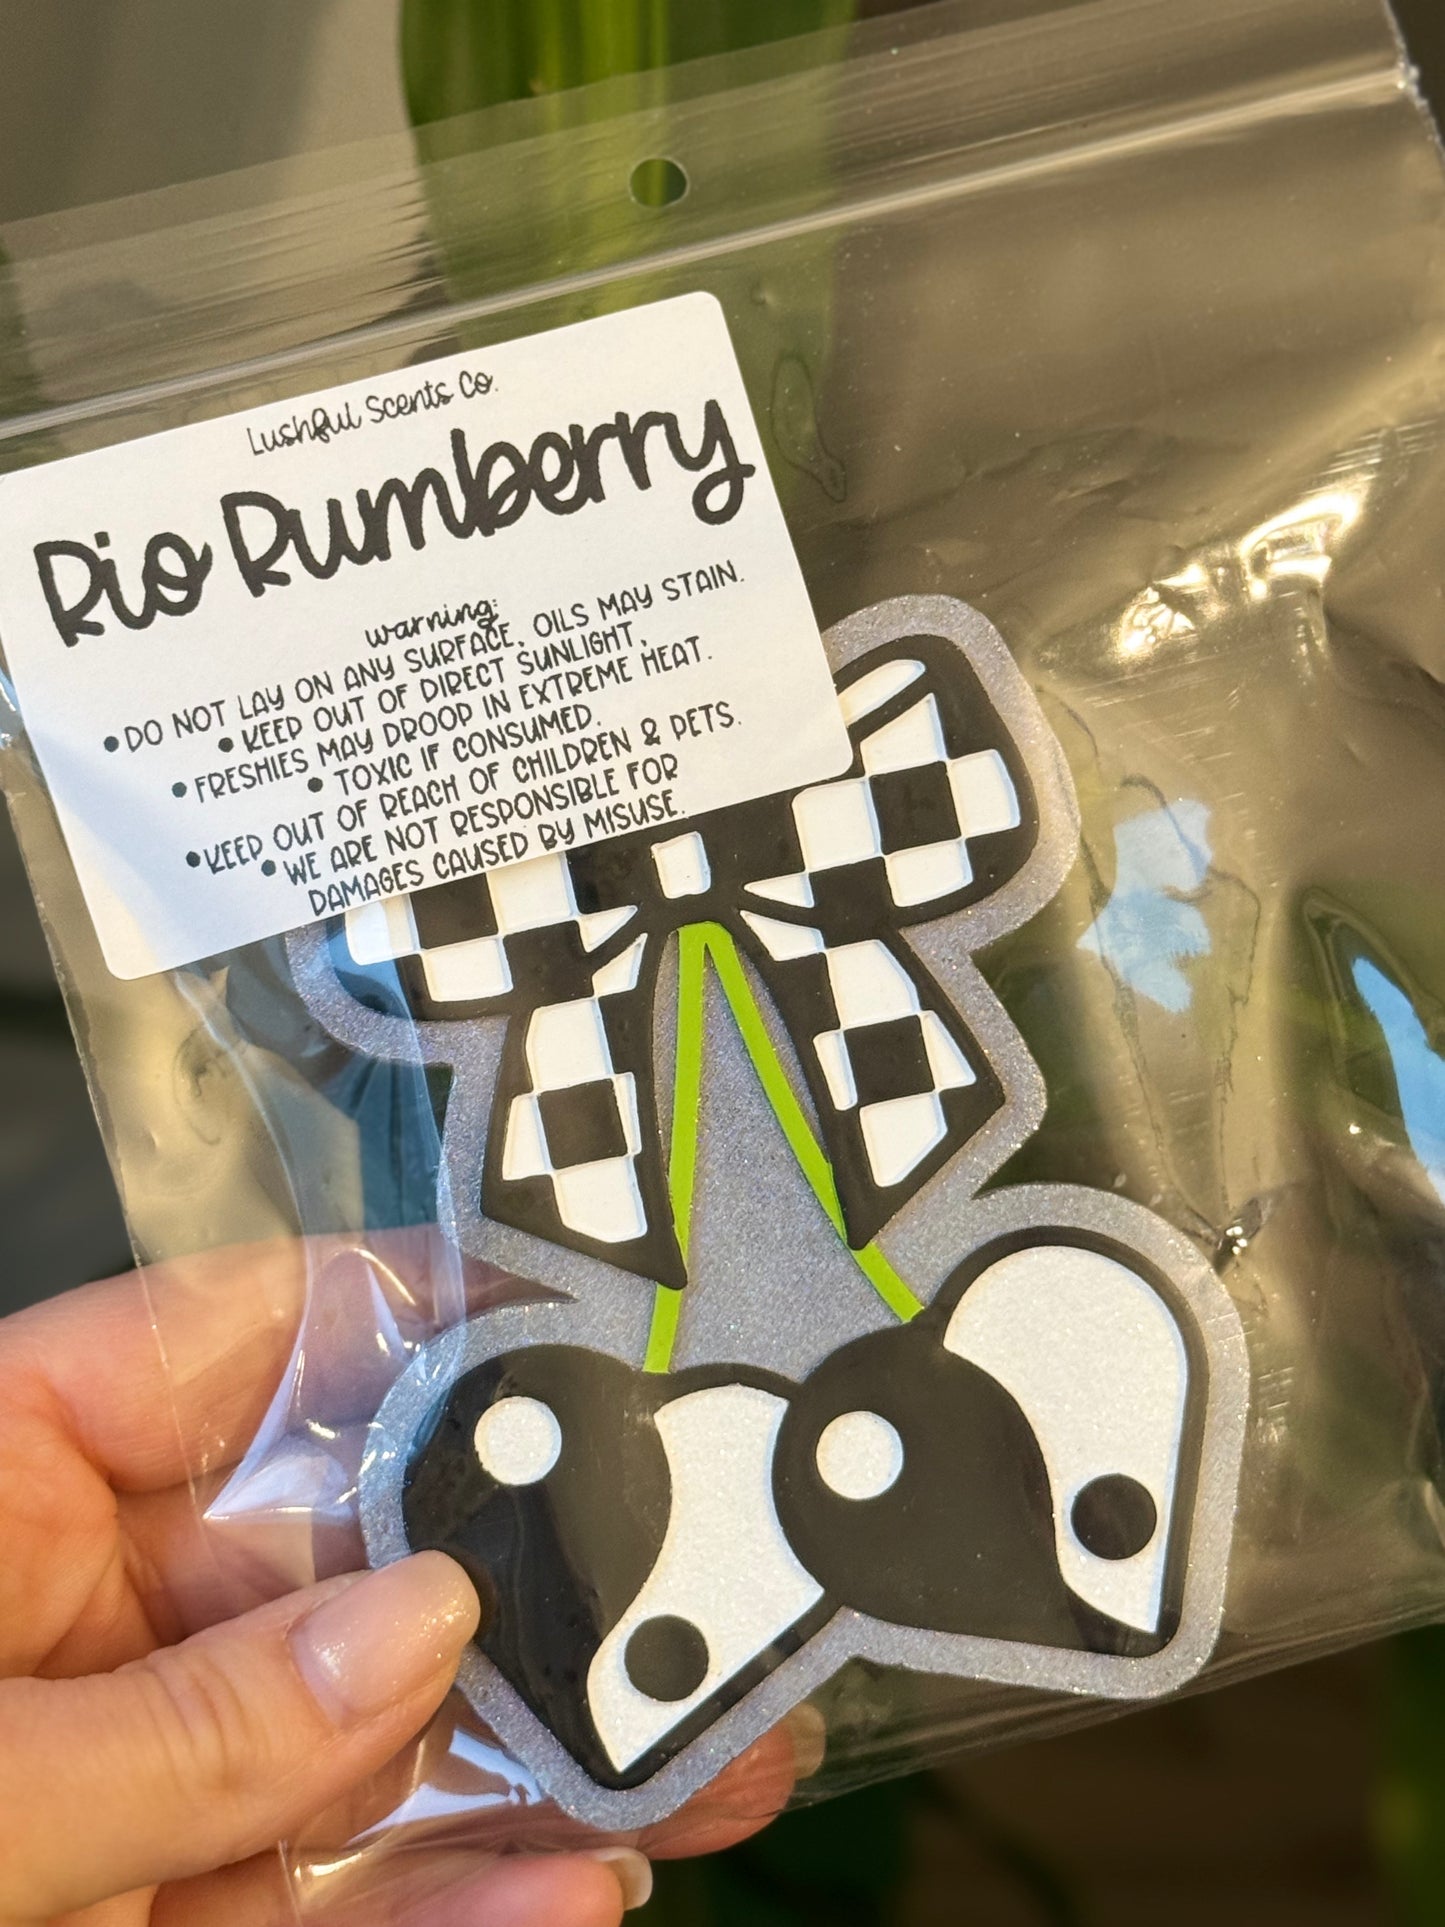 Lushful Scents Co.
Rio Rumberry
warning:
•DO NOT LAY ON ANY SURFACE, OILS MAY STAIN.
• KEEP OUT OF DIRECT SUNLIGHT,
• FRESHIES MAY DROOP IN EXTREME HEAT.
• TOXIC IF CONSUMED.
•KEEP OUT OF REACH OF CHILDREN & PETS.
• WE ARE NOT RESPONSIBLE FOR
DAMAGES CAUSED BY MISUSE.